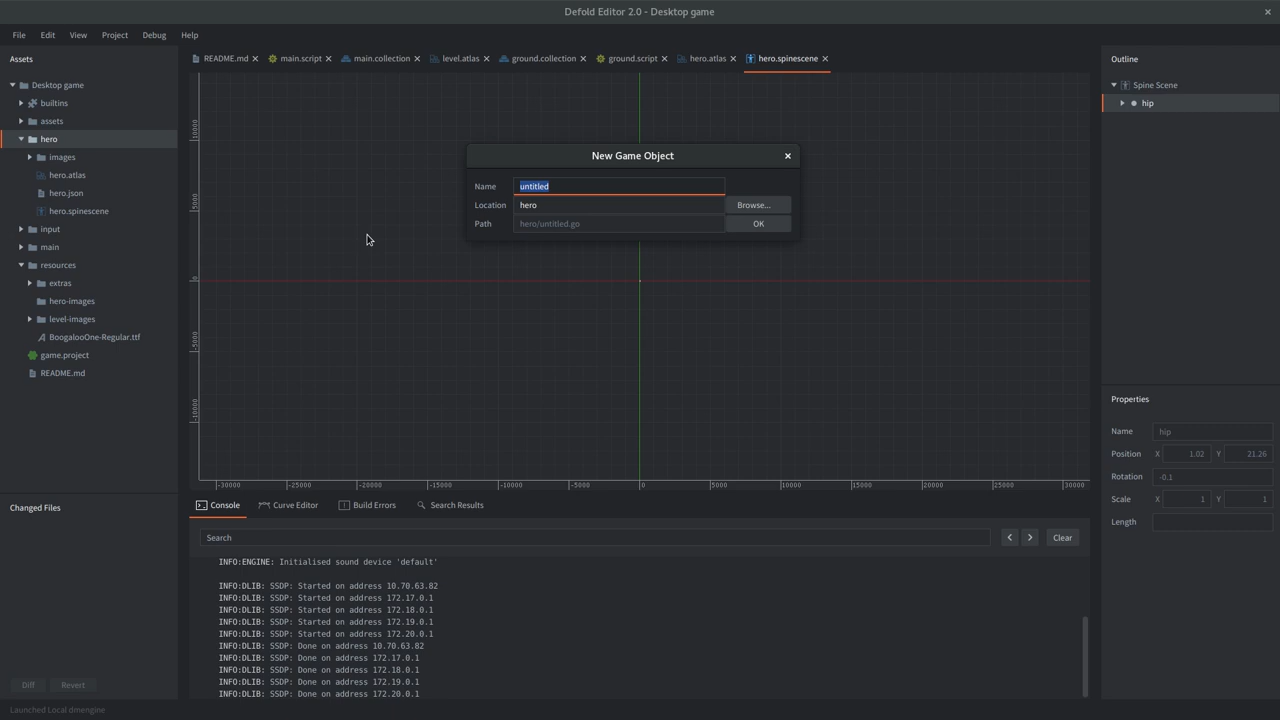 Defold Editor 2.0 - Desktop game
File Edit View Project Debug Help
Assets
Desktop game
builtins
assets
hero
images
hero.atlas
hero.json
hero.spinescene
input
main
resources
extras
hero-images
level-images
BoogalooOne-Regular.ttf
game.project
README.md
Changed Files
Diff Revert
Launched Local dmengine
README.md main.script main.collection level.atlas ground.collection ground.script hero.atlas hero.spinescene
10000
5000
0
-5000
-10000
-30000 -25000 -20000 -15000 -10000 -5000 0 5000 10000 15000 20000 25000 30000
New Game Object
Name untitled
Location hero Browse...
Path hero/untitled.go OK
Console Curve Editor Build Errors Search Results
Search Clear
INFO:ENGINE: Initialised sound device 'default'
INFO:DLIB: SSDP: Started on address 10.70.63.82
INFO:DLIB: SSDP: Started on address 172.17.0.1
INFO:DLIB: SSDP: Started on address 172.18.0.1
INFO:DLIB: SSDP: Started on address 172.19.0.1
INFO:DLIB: SSDP: Started on address 172.20.0.1
INFO:DLIB: SSDP: Done on address 10.70.63.82
INFO:DLIB: SSDP: Done on address 172.17.0.1
INFO:DLIB: SSDP: Done on address 172.18.0.1
INFO:DLIB: SSDP: Done on address 172.19.0.1
INFO:DLIB: SSDP: Done on address 172.20.0.1
Outline
Spine Scene
hip
Properties
Name hip
Position X 1.02 Y 21.26
Rotation -0.1
Scale X 1 Y 1
Length